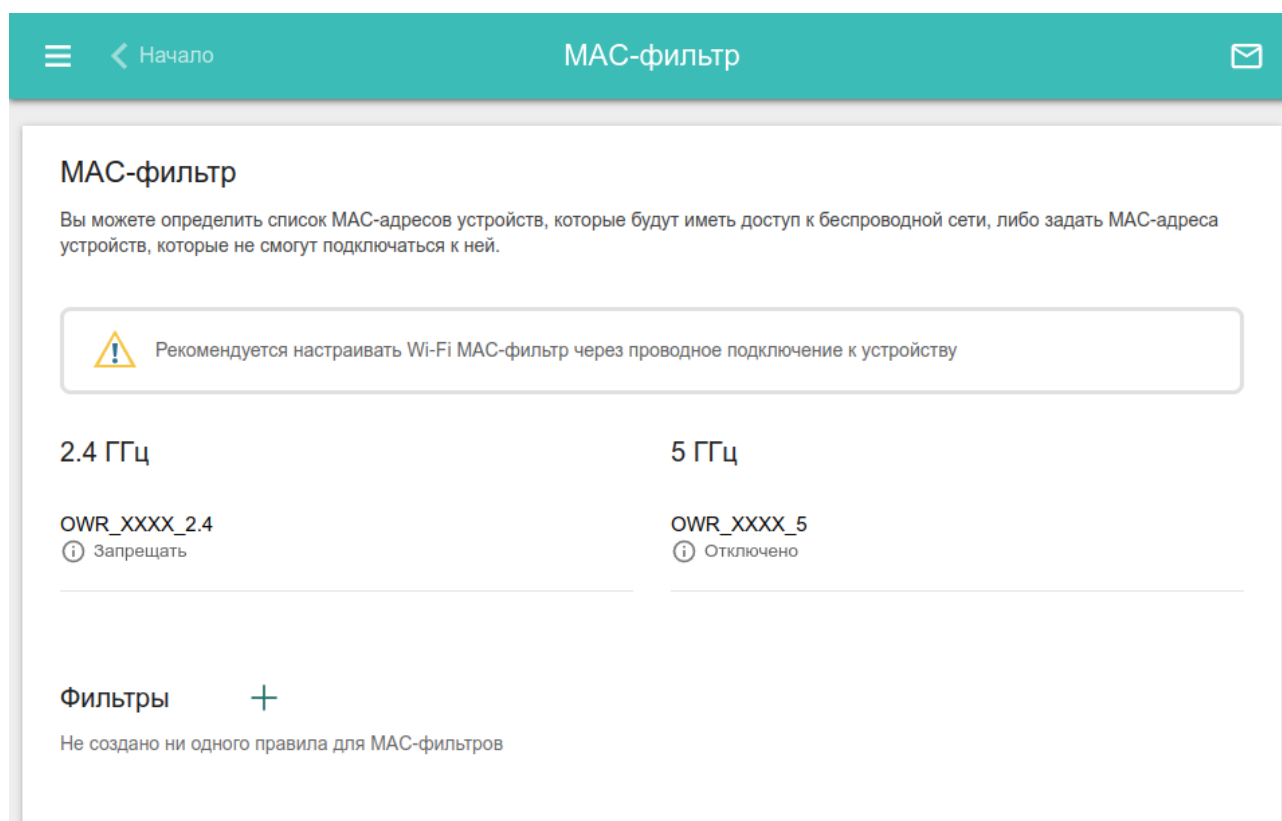 Начало
MAC-фильтр
MAC-фильтр
Вы можете определить список MAC-адресов устройств, которые будут иметь доступ к беспроводной сети, либо задать MAC-адреса
устройств, которые не смогут подключаться к ней.
Рекомендуется настраивать Wi-Fi MAC-фильтр через проводное подключение к устройству
2.4 ГГц
OWR_XXXX_2.4
Запрещать
5 ГГц
OWR_XXXX_5
Отключено
Фильтры
Не создано ни одного правила для MAC-фильтров